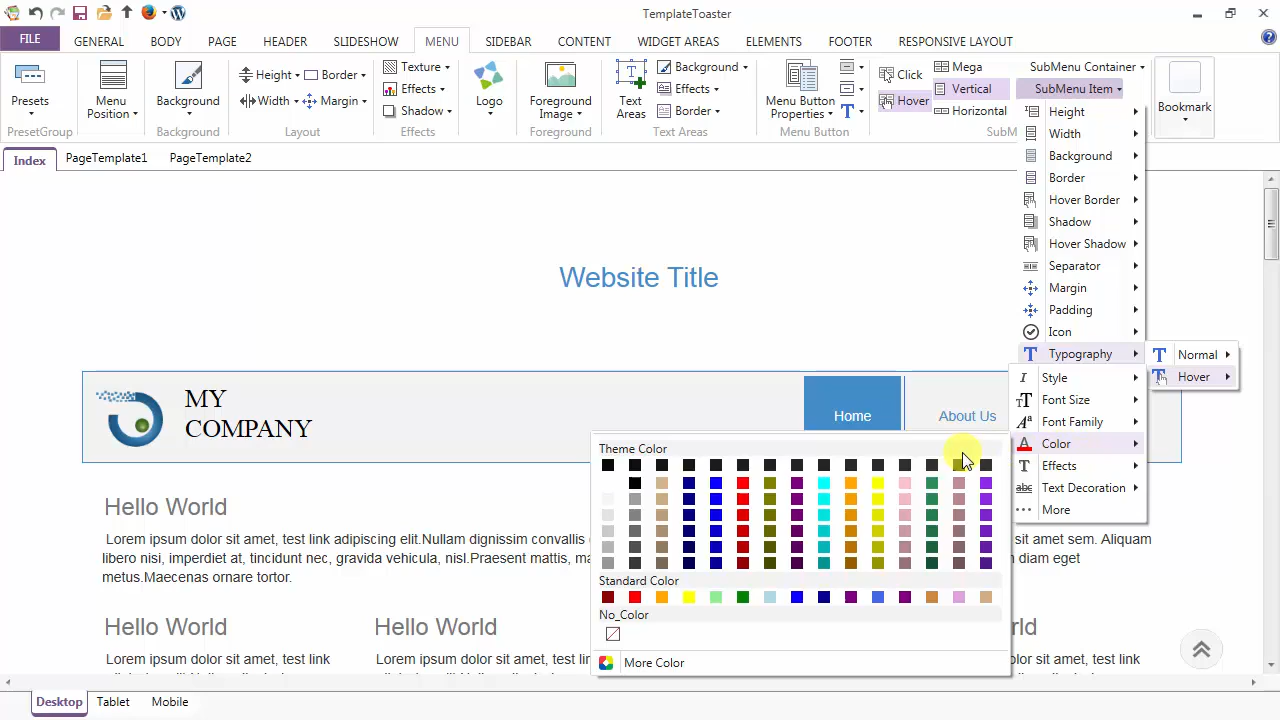 TemplateToaster
FILE
GENERAL
BODY
PAGE
HEADER
SLIDESHOW
MENU
SIDEBAR
CONTENT
WIDGET AREAS
ELEMENTS
FOOTER
RESPONSIVE LAYOUT
Presets
PresetGroup
Menu
Position
Background
Background
Height
Border
Width
Margin
Layout
Texture
Effects
Shadow
Effects
Logo
Foreground
Image
Foreground
Text
Areas
Background
Effects
Border
Text Areas
Menu Button
Properties
Menu Button
Click
Hover
Mega
Vertical
Horizontal
SubM
SubMenu Container
SubMenu Item
Bookmark
Index
PageTemplate1
PageTemplate2
Height
Width
Background
Border
Hover Border
Shadow
Hover Shadow
Separator
Margin
Padding
Icon
Typography
Normal
Hover
Style
Font Size
Font Family
Color
Effects
Text Decoration
More
Website Title
MY
COMPANY
Home
About Us
Theme Color
Standard Color
No_Color
More Color
Hello World
Lorem ipsum dolor sit amet, test link adipiscing elit.Nullam dignissim convallis
sit amet sem. Aliquam
libero nisi, imperdiet at, tincidunt nec, gravida vehicula, nisl.Praesent mattis, ma
diam eget
metus.Maecenas ornare tortor.
Hello World
Hello World
rld
Lorem ipsum dolor sit amet, test link
Lorem ipsum dolor sit amet, test link
r sit amet, test link
Desktop
Tablet
Mobile